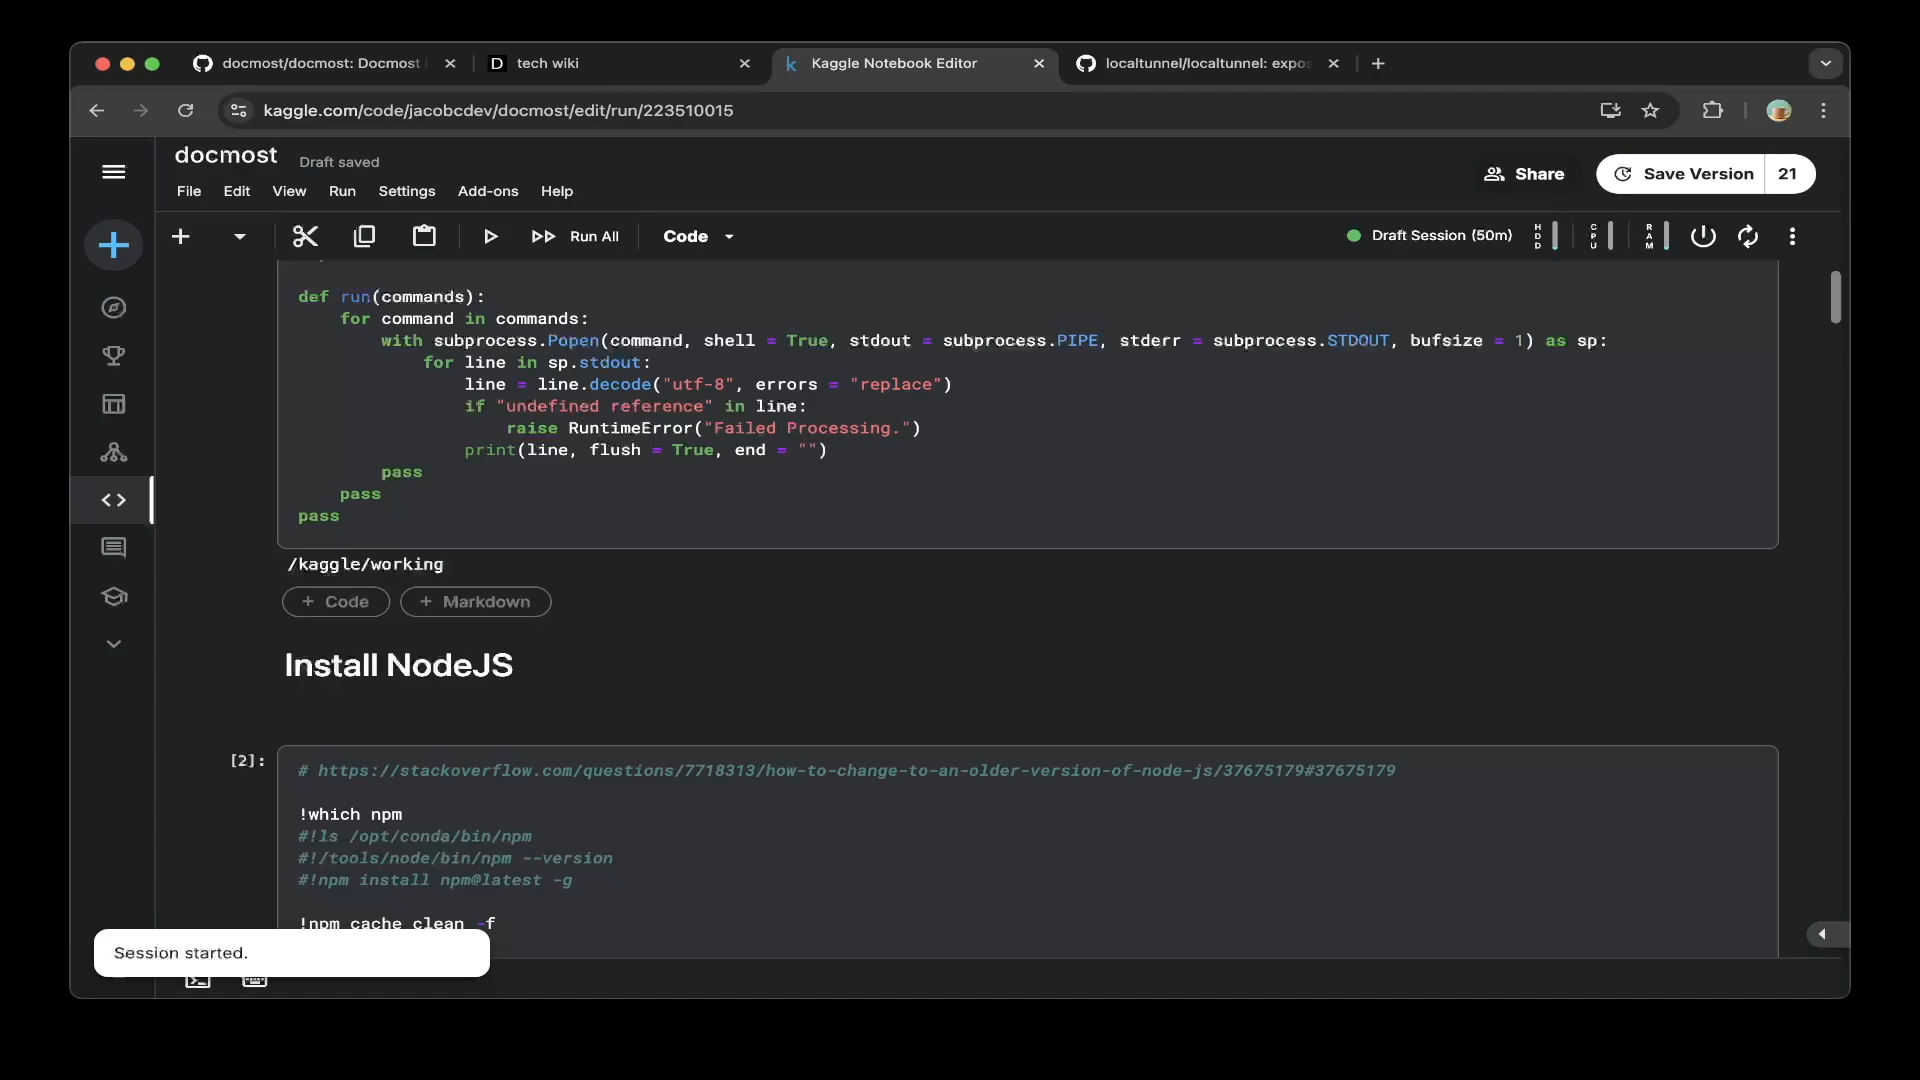 docmost/docmost: Docmost
tech wiki
Kaggle Notebook Editor
localtunnel/localtunnel: expos
kaggle.com/code/jacobcdev/docmost/edit/run/223510015
docmost
Draft saved
File Edit View Run Settings Add-ons Help
Share
Save Version 21
Run All
Code
Draft Session (50m)
HDD
CPU
RAM
def run(commands):
    for command in commands:
        with subprocess.Popen(command, shell = True, stdout = subprocess.PIPE, stderr = subprocess.STDOUT, bufsize = 1) as sp:
            for line in sp.stdout:
                line = line.decode("utf-8", errors = "replace")
                if "undefined reference" in line:
                    raise RuntimeError("Failed Processing.")
                print(line, flush = True, end = "")
        pass
    pass
pass
/kaggle/working
+ Code + Markdown
Install NodeJS
[2]:
# https://stackoverflow.com/questions/7718313/how-to-change-to-an-older-version-of-node-js/37675179#37675179
!which npm
#!ls /opt/conda/bin/npm
#!/tools/node/bin/npm --version
#!npm install npm@latest -g
!npm cache clean -f
Session started.